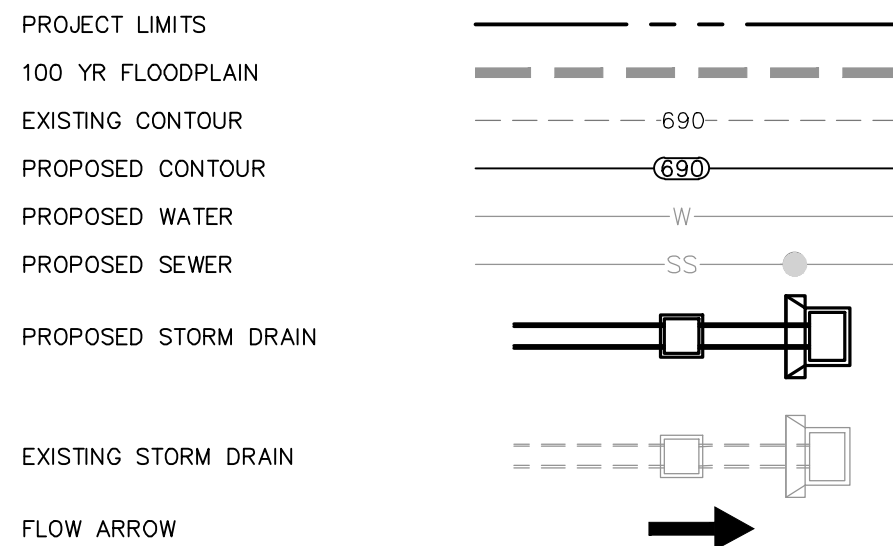 PROJECT LIMITS
100 YR FLOODPLAIN
EXISTING CONTOUR 690
PROPOSED CONTOUR 690
PROPOSED WATER W
PROPOSED SEWER SS
PROPOSED STORM DRAIN
EXISTING STORM DRAIN
FLOW ARROW